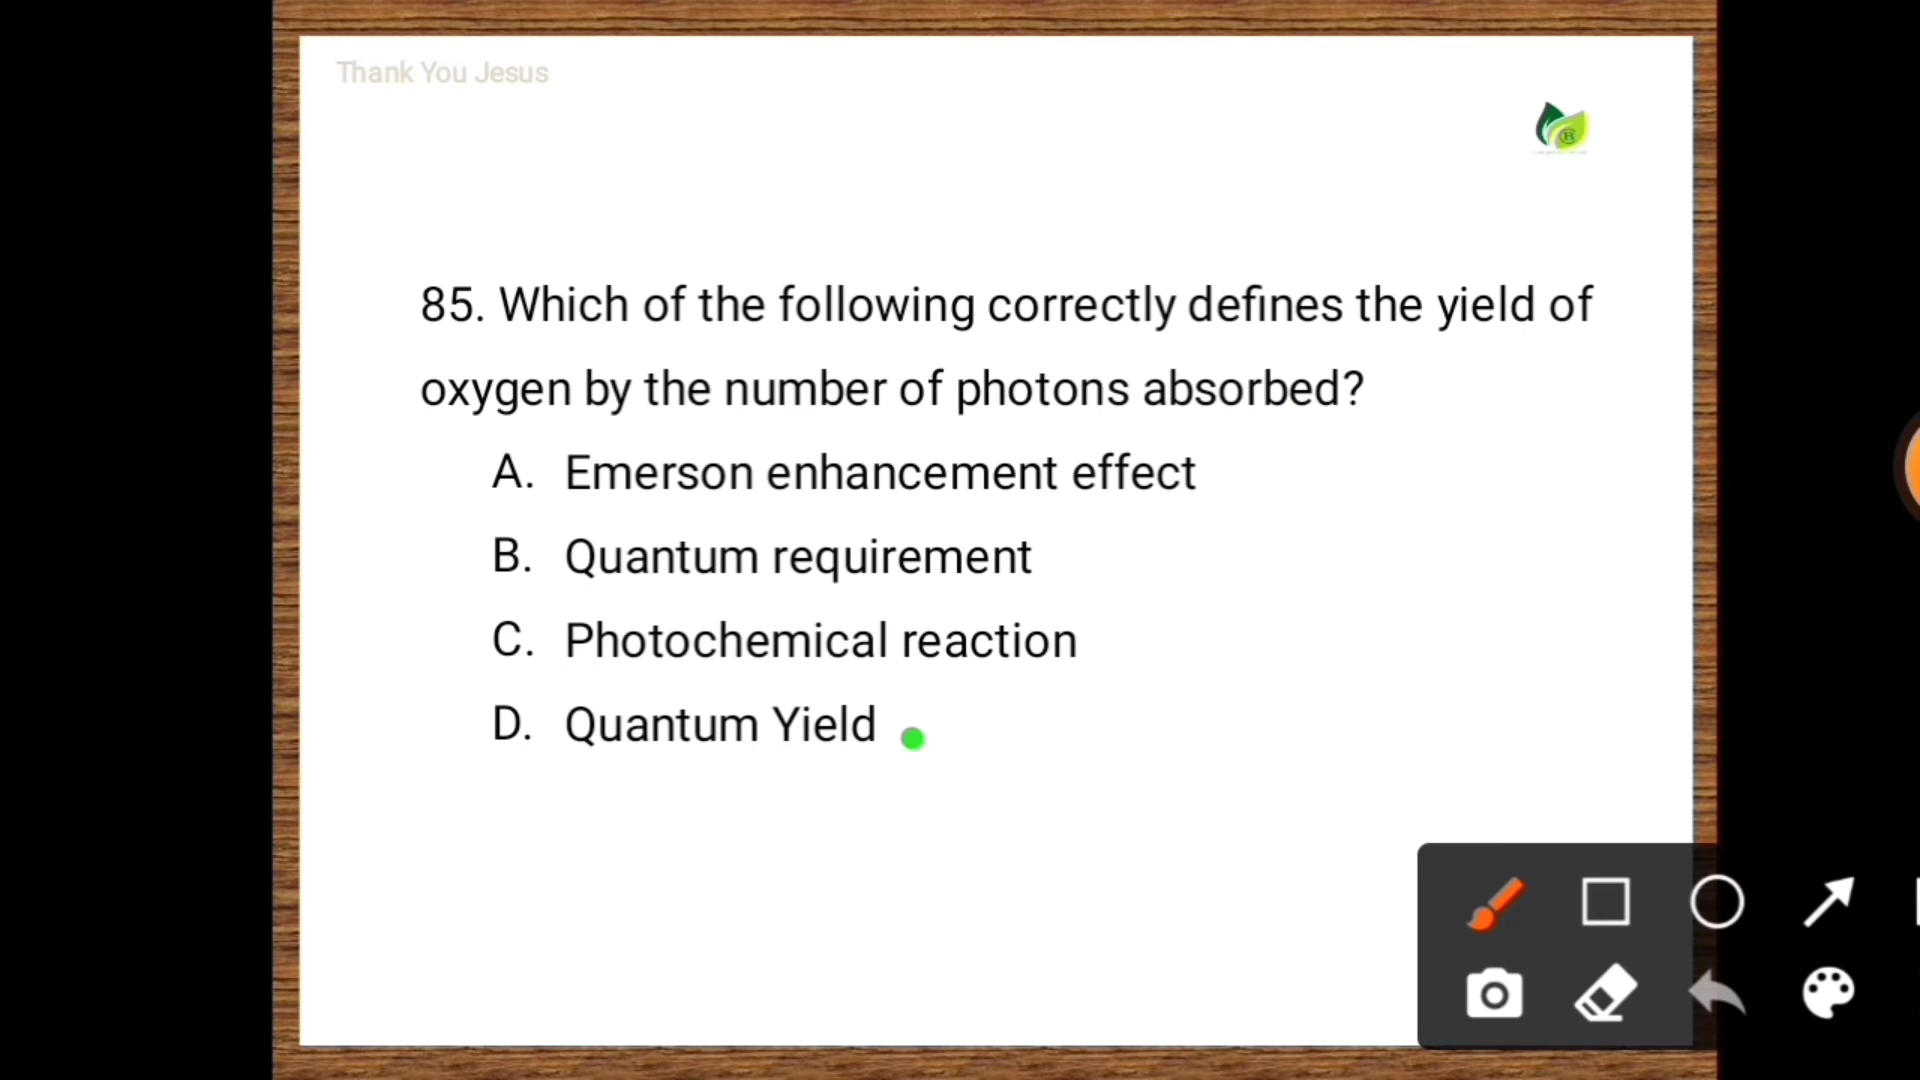 Thank You Jesus
85. Which of the following correctly defines the yield of
oxygen by the number of photons absorbed?
A. Emerson enhancement effect
B. Quantum requirement
C. Photochemical reaction
D. Quantum Yield